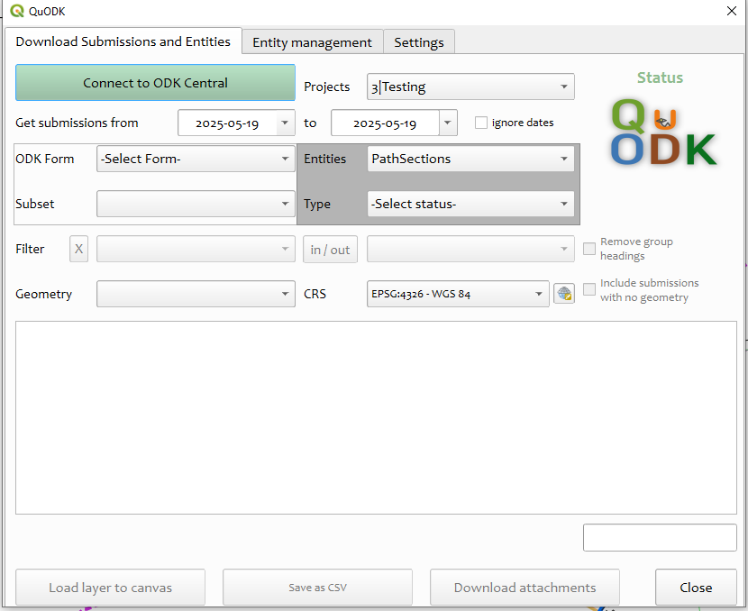 QuODK
Download Submissions and Entities
Entity management
Settings
Connect to ODK Central
Projects
3|Testing
Status
Get submissions from
2025-05-19
to
2025-05-19
ignore dates
QU
ODK
ODK Form
-Select Form-
Entities
PathSections
Subset
Type
-Select status-
Filter
X
in / out
Remove group
headings
Geometry
CRS
EPSG:4326 - WGS 84
Include submissions
with no geometry
Load layer to canvas
Save as CSV
Download attachments
Close